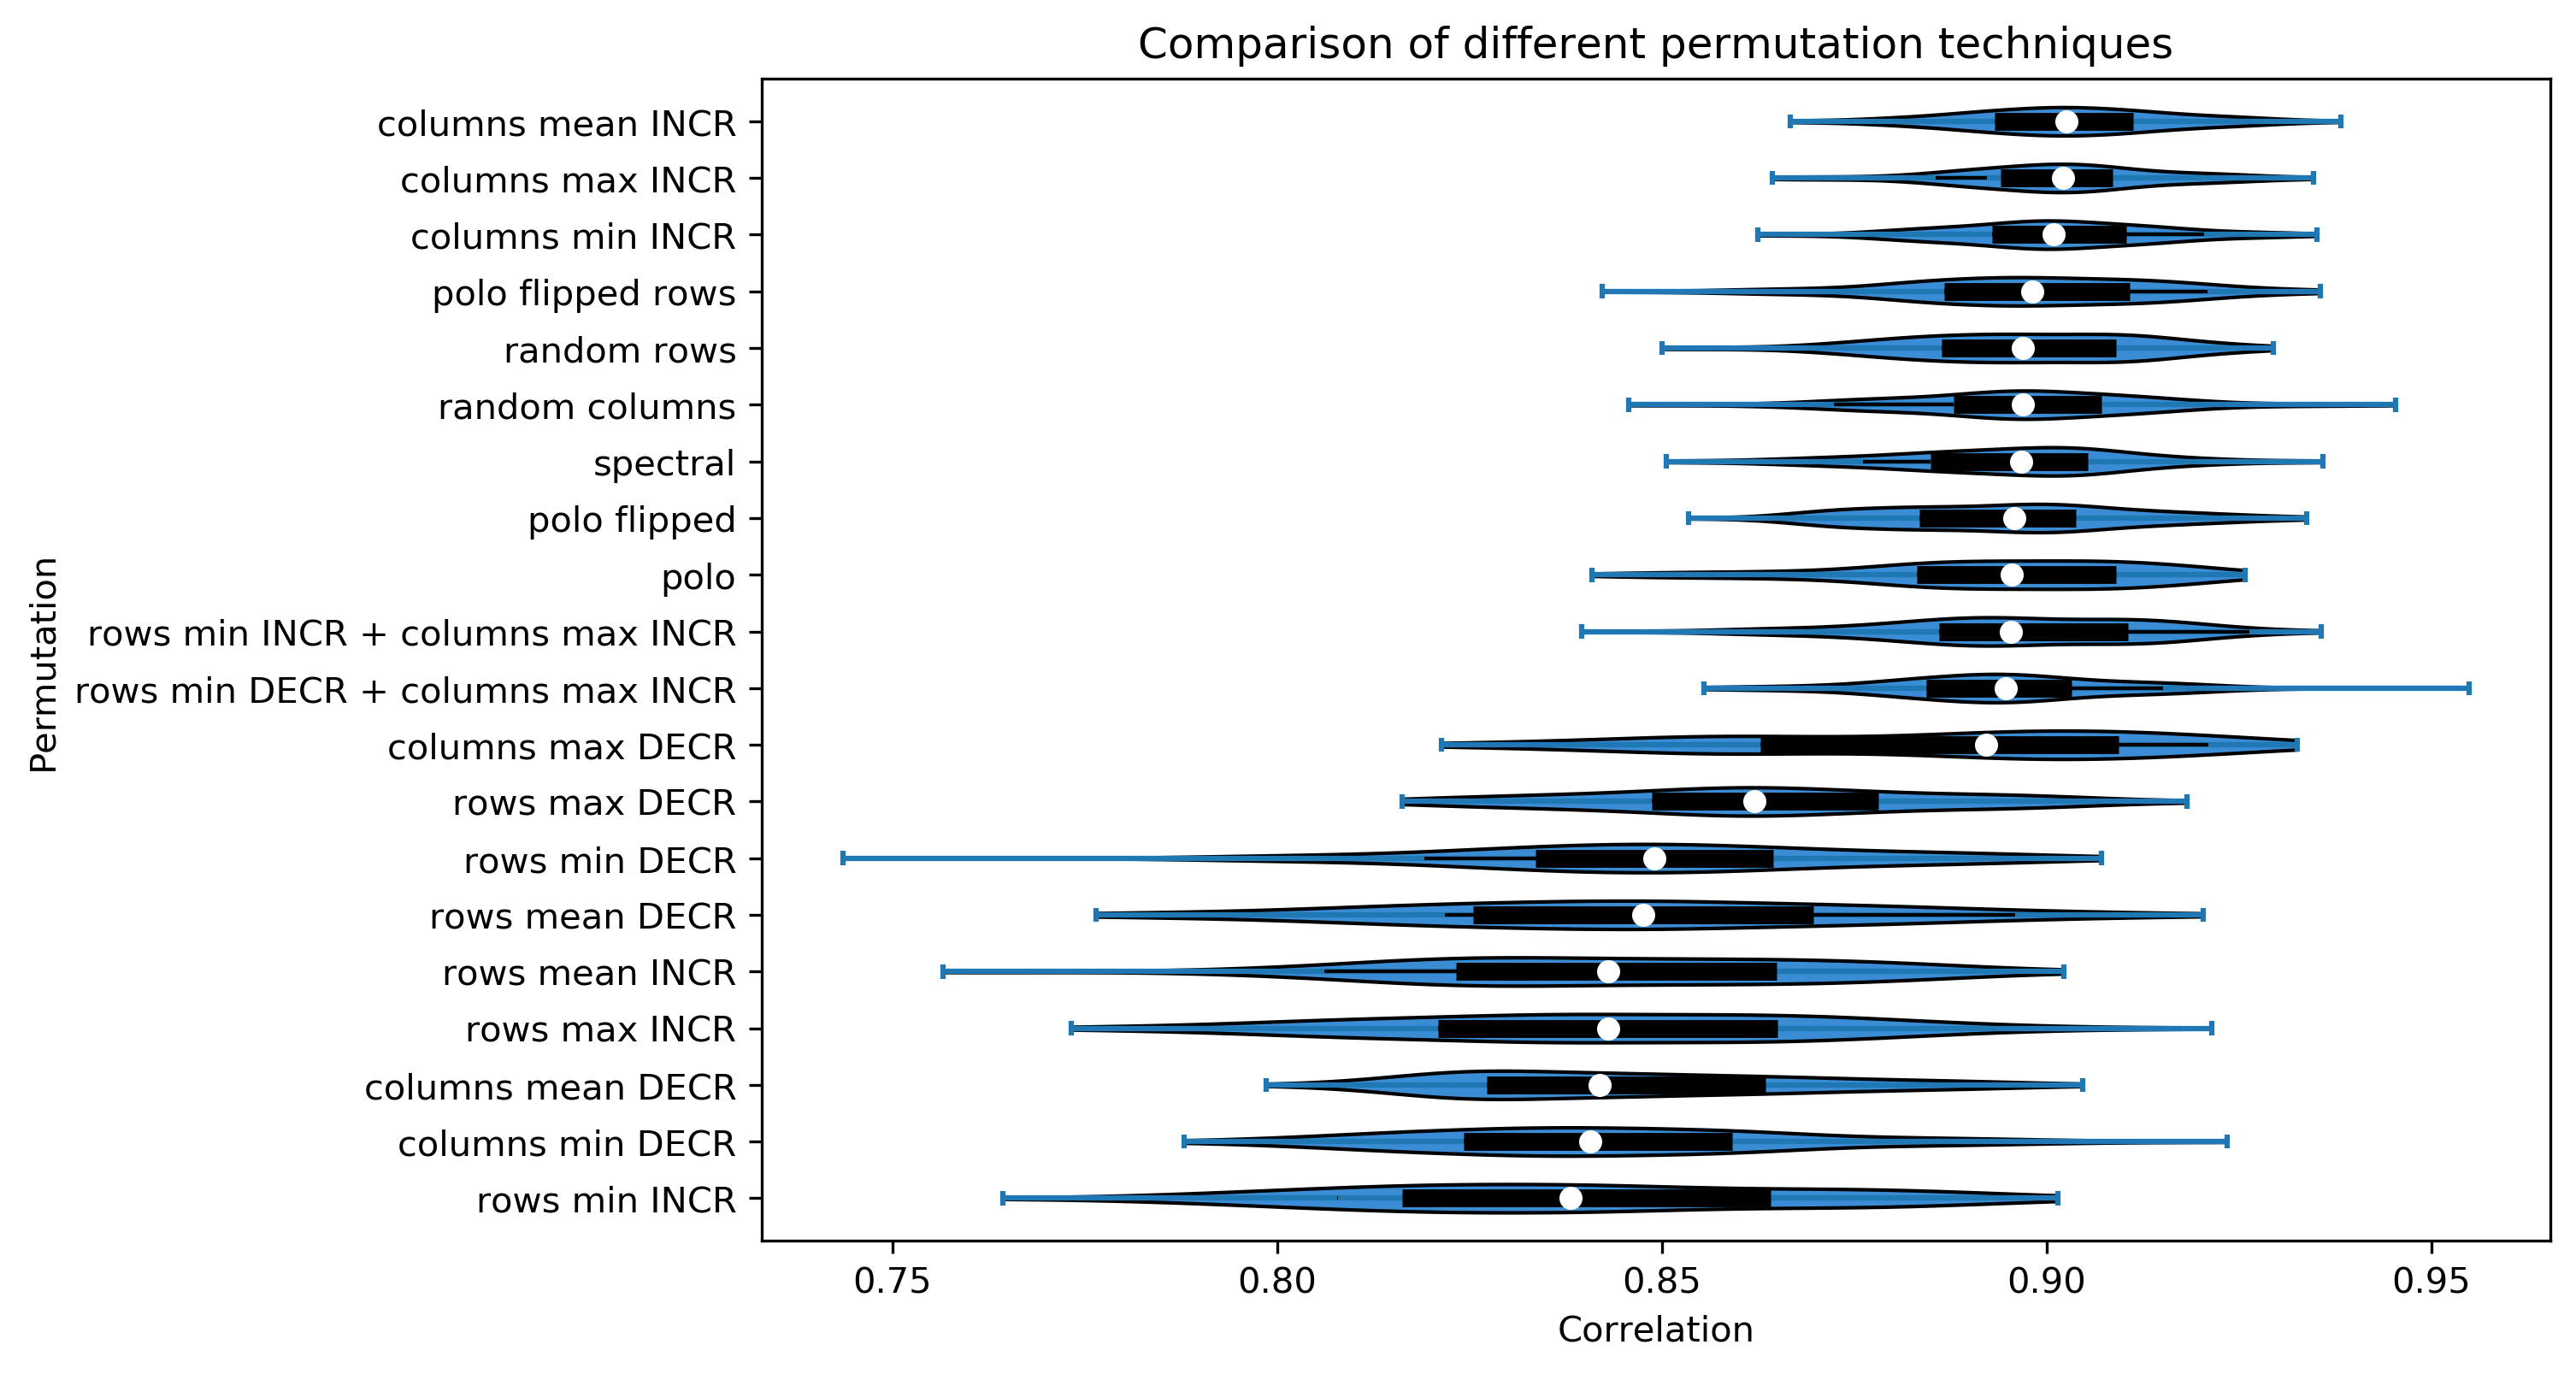 Comparison of different permutation techniques
Permutation
columns mean INCR
columns max INCR
columns min INCR
polo flipped rows
random rows
random columns
spectral
polo flipped
polo
rows min INCR + columns max INCR
rows min DECR + columns max INCR
columns max DECR
rows max DECR
rows min DECR
rows mean DECR
rows mean INCR
rows max INCR
columns mean DECR
columns min DECR
rows min INCR
0.75 0.80 0.85 0.90 0.95
Correlation